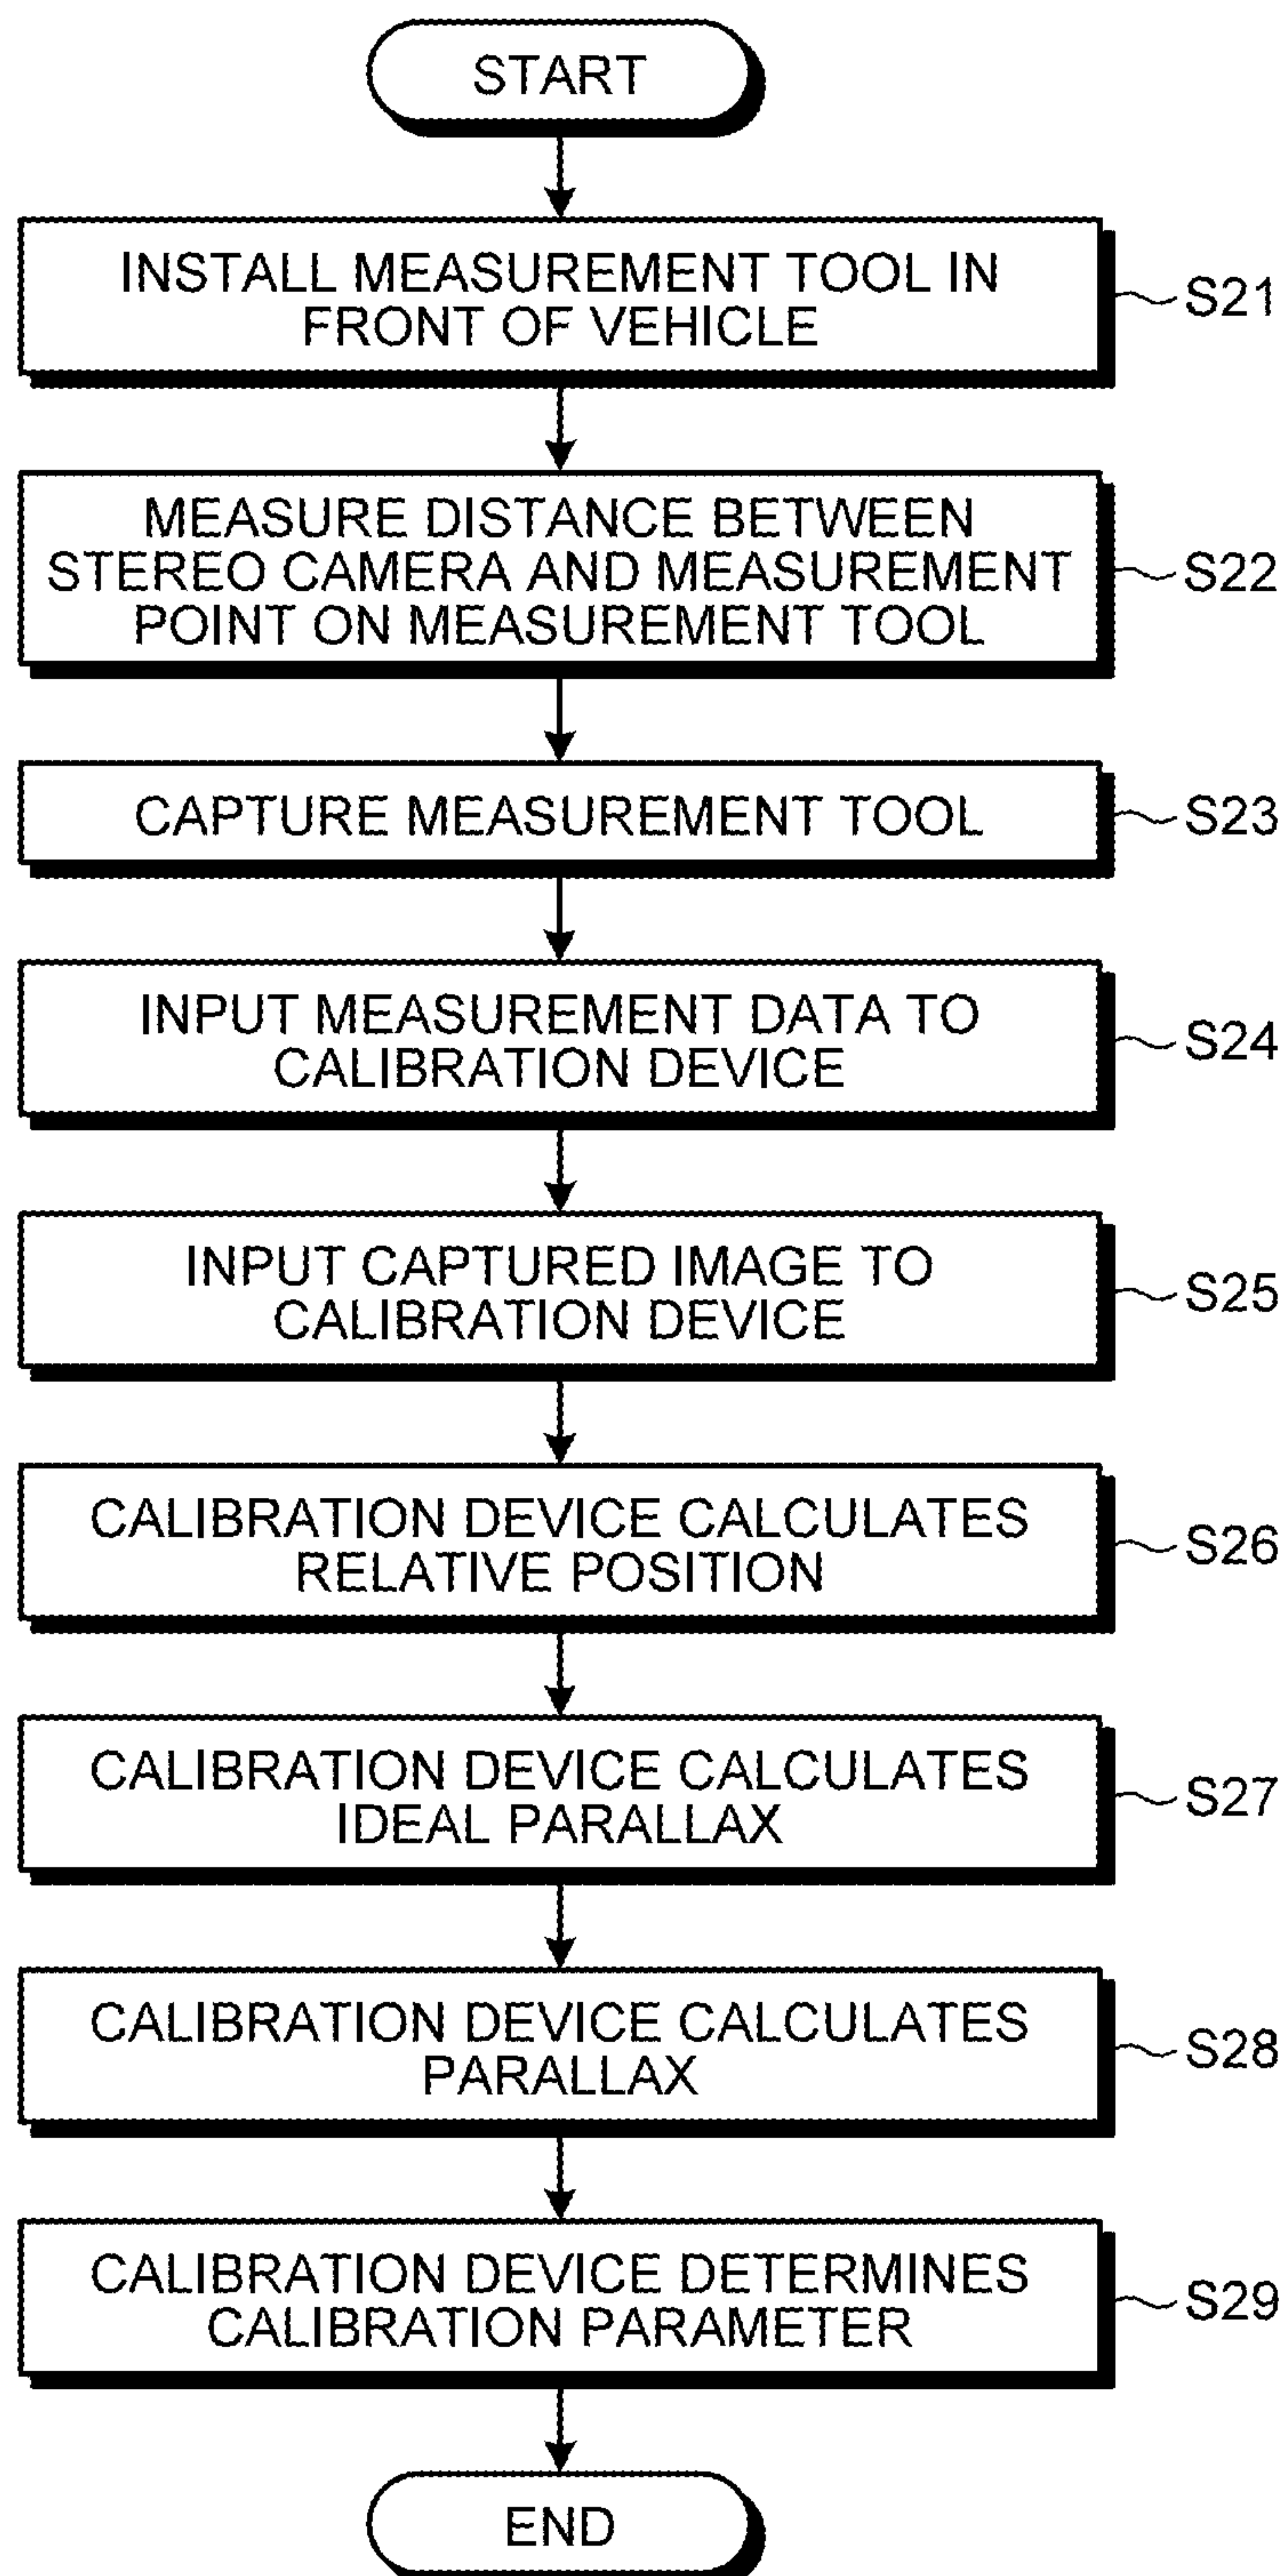 START
INSTALL MEASUREMENT TOOL IN
FRONT OF VEHICLE
S21
MEASURE DISTANCE BETWEEN
STEREO CAMERA AND MEASUREMENT
POINT ON MEASUREMENT TOOL
S22
CAPTURE MEASUREMENT TOOL
S23
INPUT MEASUREMENT DATA TO
CALIBRATION DEVICE
S24
INPUT CAPTURED IMAGE TO
CALIBRATION DEVICE
S25
CALIBRATION DEVICE CALCULATES
RELATIVE POSITION
S26
CALIBRATION DEVICE CALCULATES
IDEAL PARALLAX
S27
CALIBRATION DEVICE CALCULATES
PARALLAX
S28
CALIBRATION DEVICE DETERMINES
CALIBRATION PARAMETER
S29
END